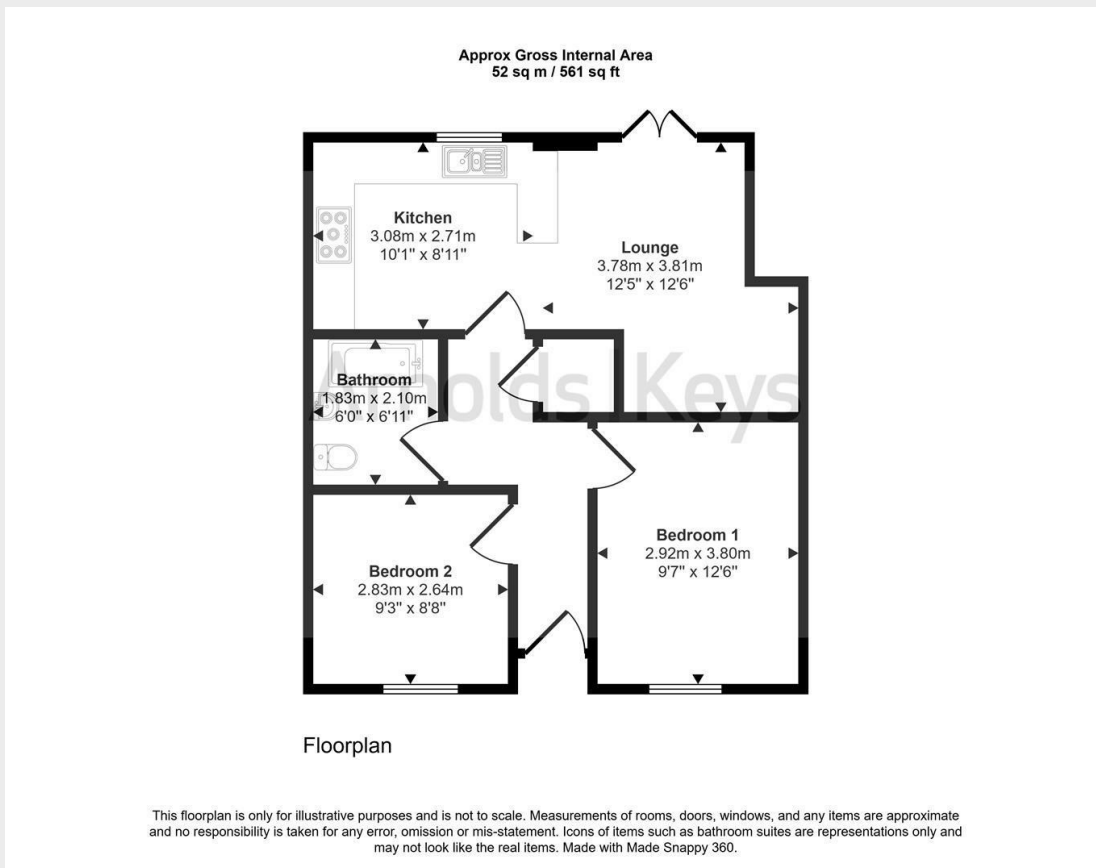 Approx Gross Internal Area
52 sq m / 561 sq ft
Kitchen
3.08m x 2.71m
10'1" x 8'11"
Lounge
3.78m x 3.81m
12'5" x 12'6"
Arnolds | Keys
Bathroom
1.83m x 2.10m
6'0" x 6'11"
Bedroom 1
2.92m x 3.80m
9'7" x 12'6"
Bedroom 2
2.83m x 2.64m
9'3" x 8'8"
Floorplan
This floorplan is only for illustrative purposes and is not to scale. Measurements of rooms, doors, windows, and any items are approximate
and no responsibility is taken for any error, omission or mis-statement. Icons of items such as bathroom suites are representations only and
may not look like the real items. Made with Made Snappy 360.